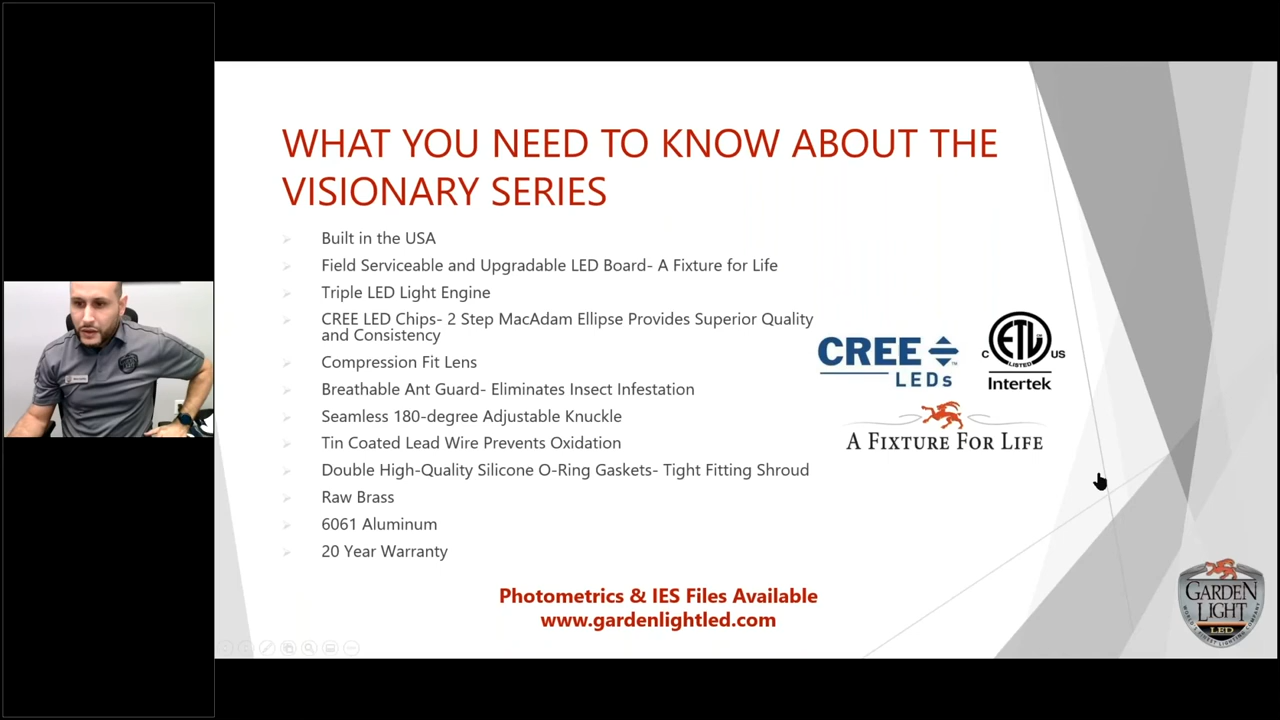 WHAT YOU NEED TO KNOW ABOUT THE
VISIONARY SERIES
Built in the USA
Field Serviceable and Upgradable LED Board- A Fixture for Life
Triple LED Light Engine
CREE LED Chips- 2 Step MacAdam Ellipse Provides Superior Quality
and Consistency
Compression Fit Lens
Breathable Ant Guard- Eliminates Insect Infestation
Seamless 180-degree Adjustable Knuckle
Tin Coated Lead Wire Prevents Oxidation
Double High-Quality Silicone O-Ring Gaskets- Tight Fitting Shroud
Raw Brass
6061 Aluminum
20 Year Warranty
CREE
LEDs
ETL
C LISTED US
Intertek
A FIXTURE FOR LIFE
Photometrics & IES Files Available
www.gardenlightled.com
GARDEN
LIGHT
LED